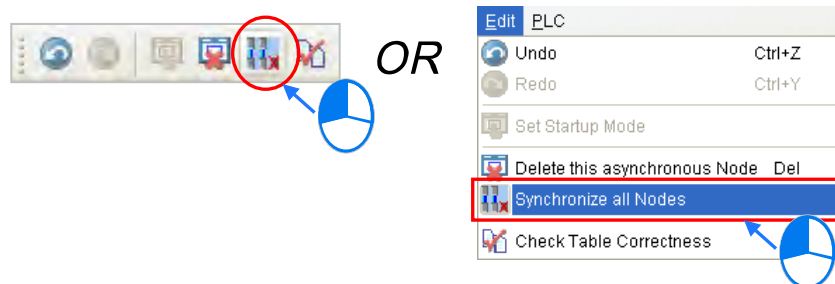 OR
Edit PLC
Undo Ctrl+Z
Redo Ctrl+Y
Set Startup Mode
Delete this asynchronous Node Del
Synchronize all Nodes
Check Table Correctness